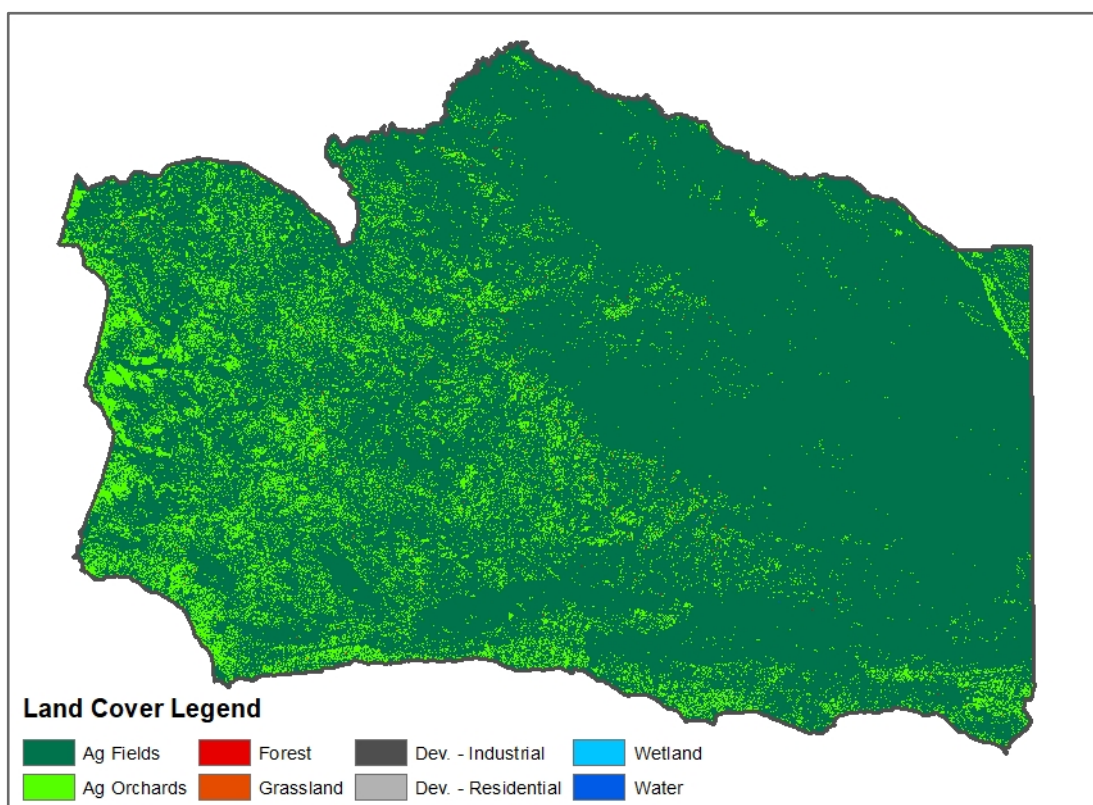 Land Cover Legend
Ag Fields Forest Dev. - Industrial Wetland
Ag Orchards Grassland Dev. - Residential Water